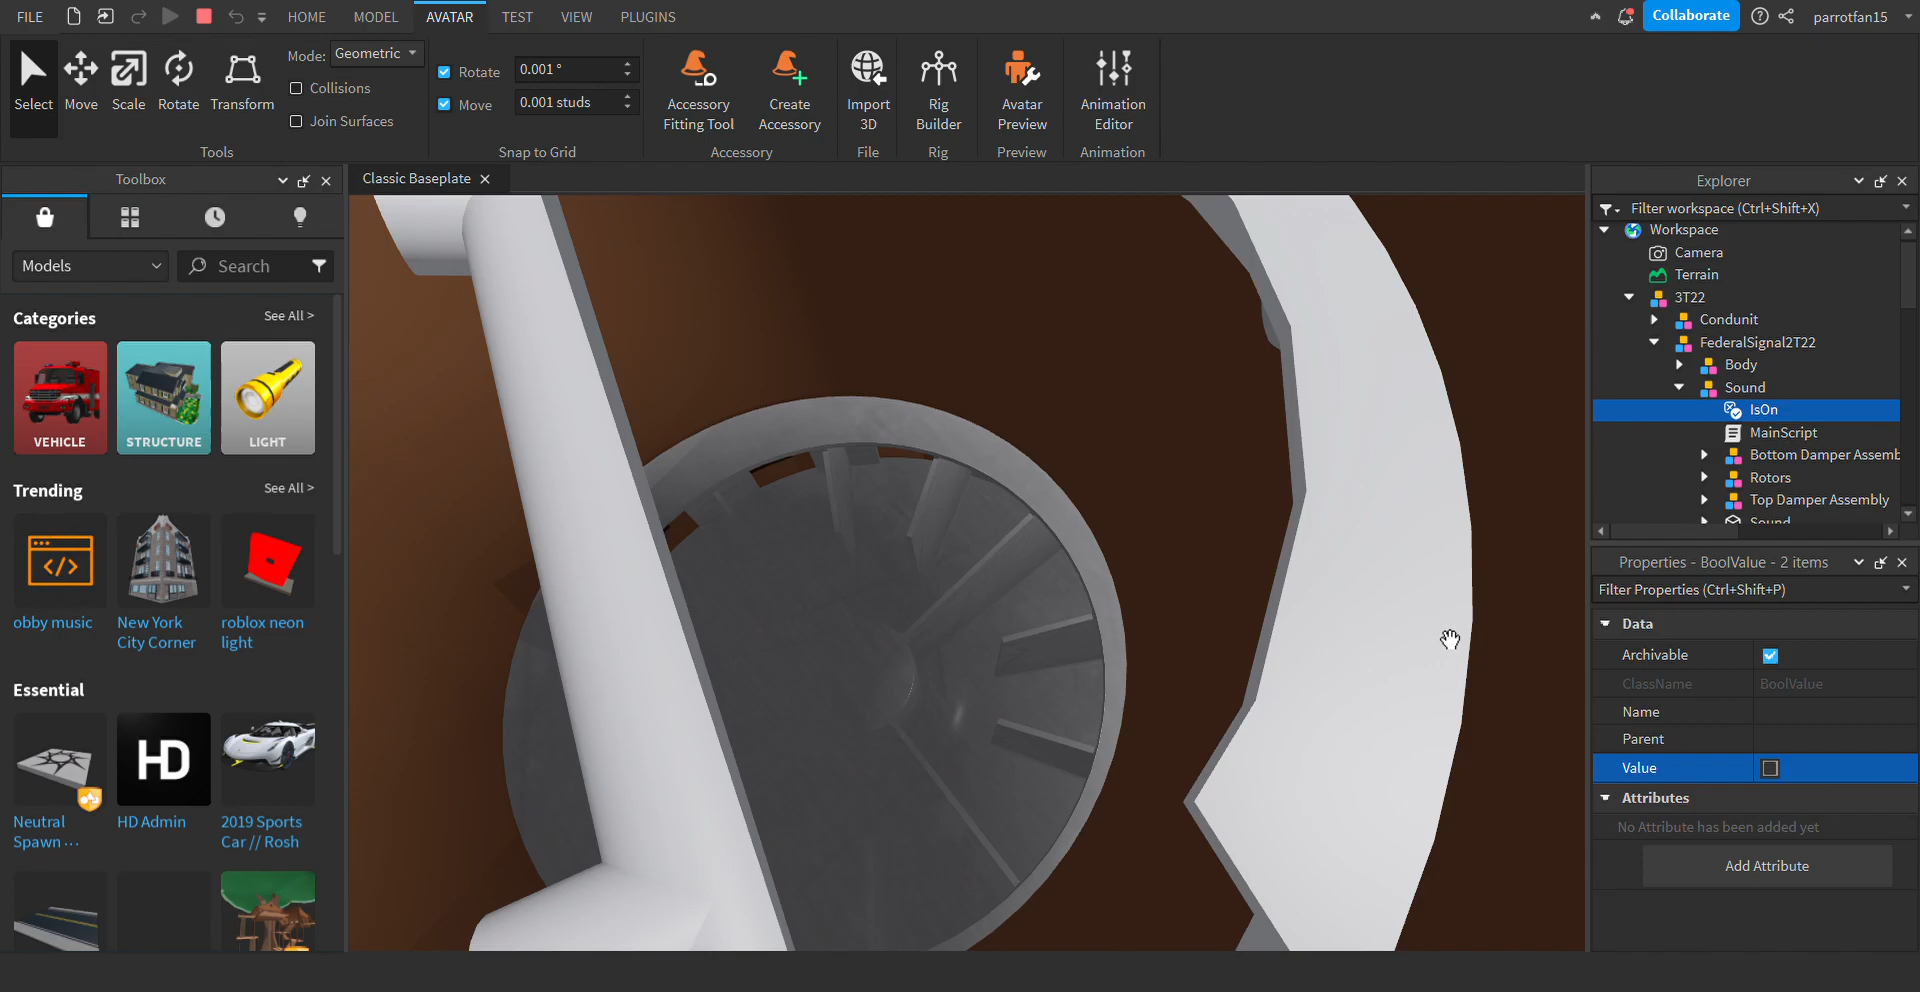 FILE HOME MODEL AVATAR TEST VIEW PLUGINS Collaborate parrotfan15
Select Move Scale Rotate Transform
Mode: Geometric
Collisions
Join Surfaces
Tools
Rotate 0.001 °
Move 0.001 studs
Snap to Grid
Accessory Fitting Tool
Create Accessory
Accessory
Import 3D
File
Rig Builder
Rig
Avatar Preview
Preview
Animation Editor
Animation
Toolbox
Models Search
Categories See All >
VEHICLE STRUCTURE LIGHT
Trending See All >
obby music
New York City Corner
roblox neon light
Essential
HD
Neutral Spawn ...
HD Admin
2019 Sports Car // Rosh
Classic Baseplate
Explorer
Filter workspace (Ctrl+Shift+X)
Workspace
Camera
Terrain
3T22
Condunit
FederalSignal2T22
Body
Sound
IsOn
MainScript
Bottom Damper Assemb
Rotors
Top Damper Assembly
Sound
Properties - BoolValue - 2 items
Filter Properties (Ctrl+Shift+P)
Data
Archivable
ClassName BoolValue
Name
Parent
Value
Attributes
No Attribute has been added yet
Add Attribute